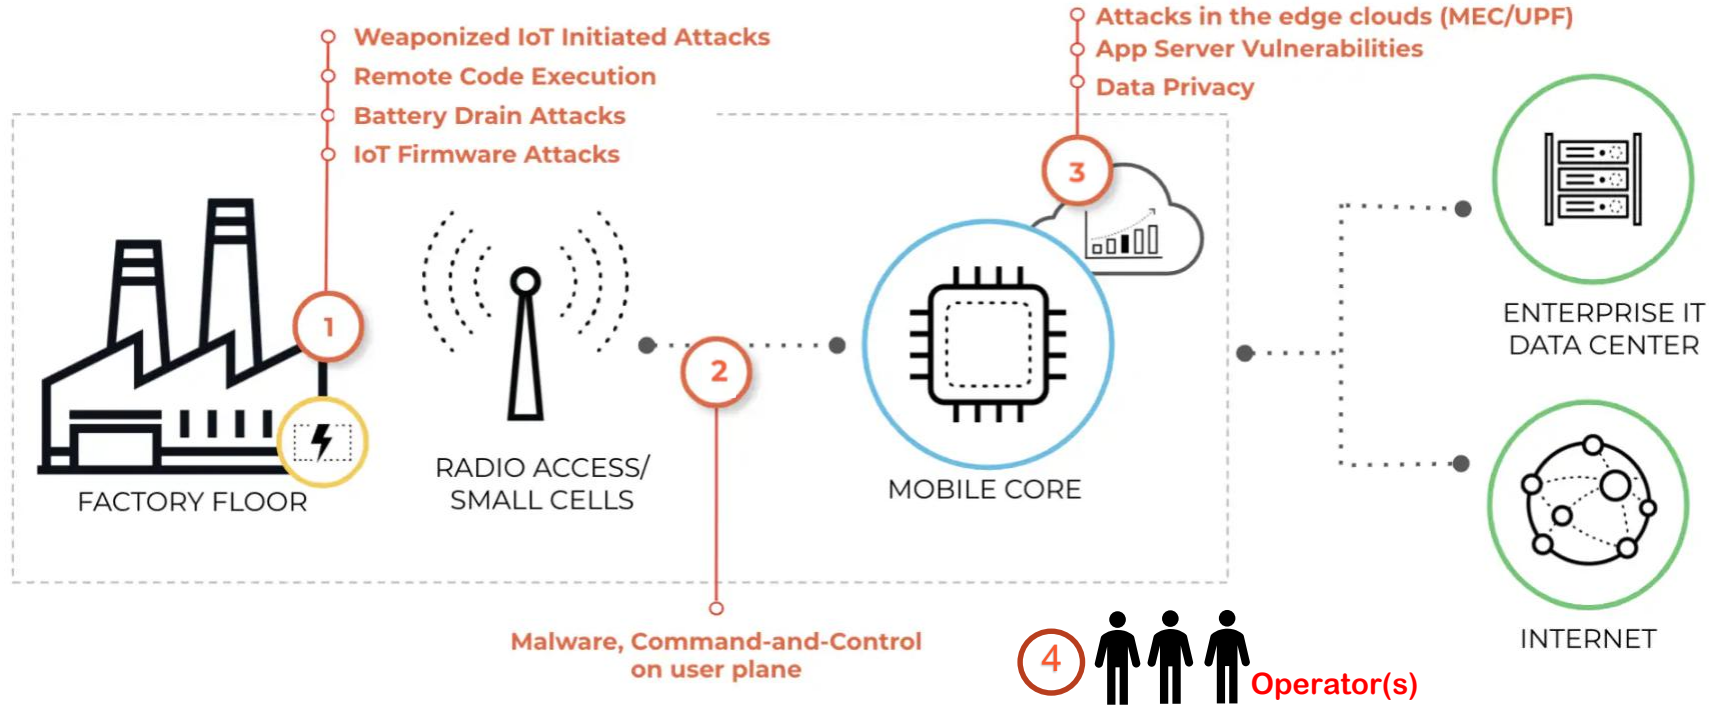 Weaponized IoT Initiated Attacks
Remote Code Execution
Battery Drain Attacks
IoT Firmware Attacks
Attacks in the edge clouds (MEC/UPF)
App Server Vulnerabilities
Data Privacy
1
2
3
FACTORY FLOOR
RADIO ACCESS/
SMALL CELLS
MOBILE CORE
ENTERPRISE IT
DATA CENTER
INTERNET
Malware, Command-and-Control
on user plane
4
Operator(s)